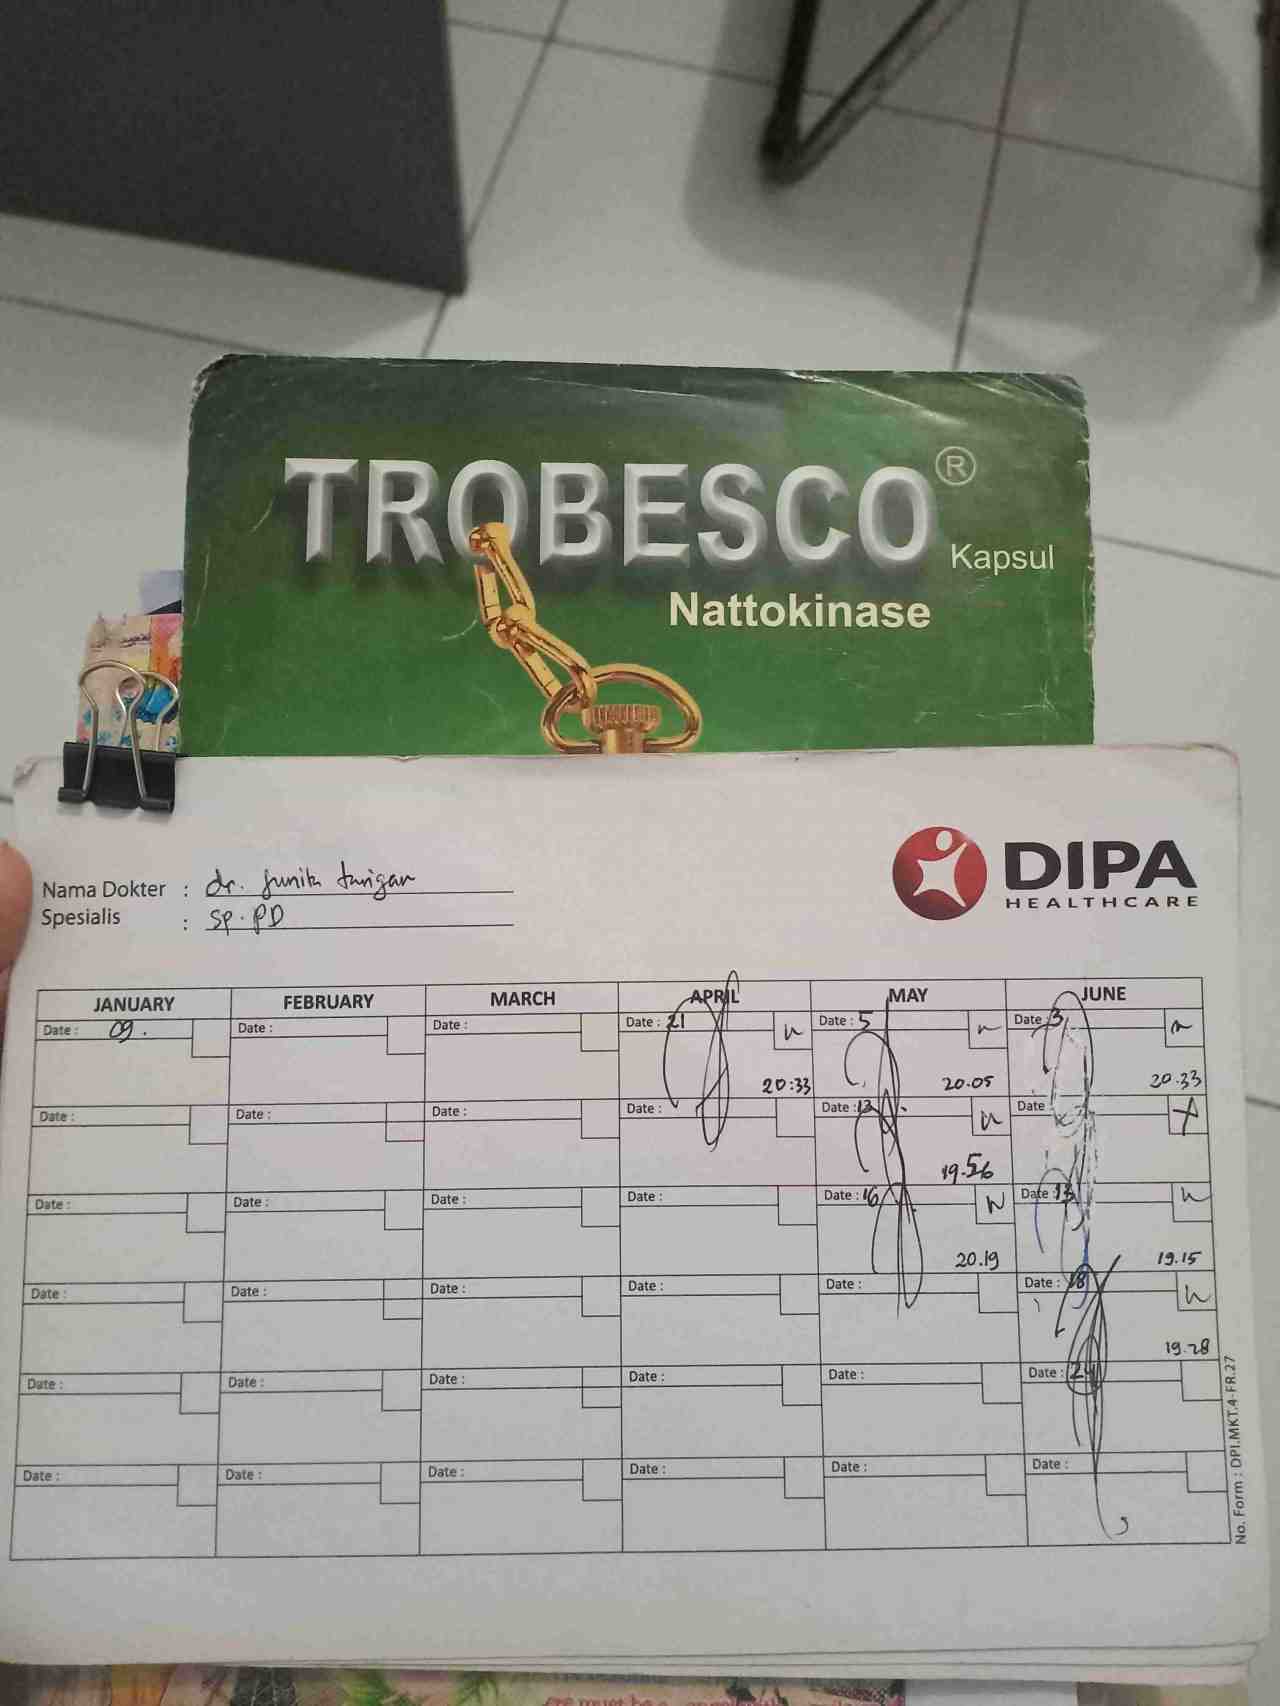 TROBESCO®
Kapsul
Nattokinase
DIPA
HEALTHCARE
Nama Dokter : dr. Junita tarigan
Spesialis : Sp.PD
JANUARY FEBRUARY MARCH APRIL MAY JUNE
Date : 09. Date : Date : Date : 21 Date : 5 Date : 3
20:33 20.05 20.33
Date : Date : Date : Date : Date : 13 Date
19.56
Date : Date : Date : Date : Date : 16 Date : 13
20.19 19.15
Date : Date : Date : Date : Date : Date : 18
19.28
Date : Date : Date : Date : Date : Date : 24
Date : Date : Date : Date : Date : Date :
No. Form : DPI.MKT.4-FR.27